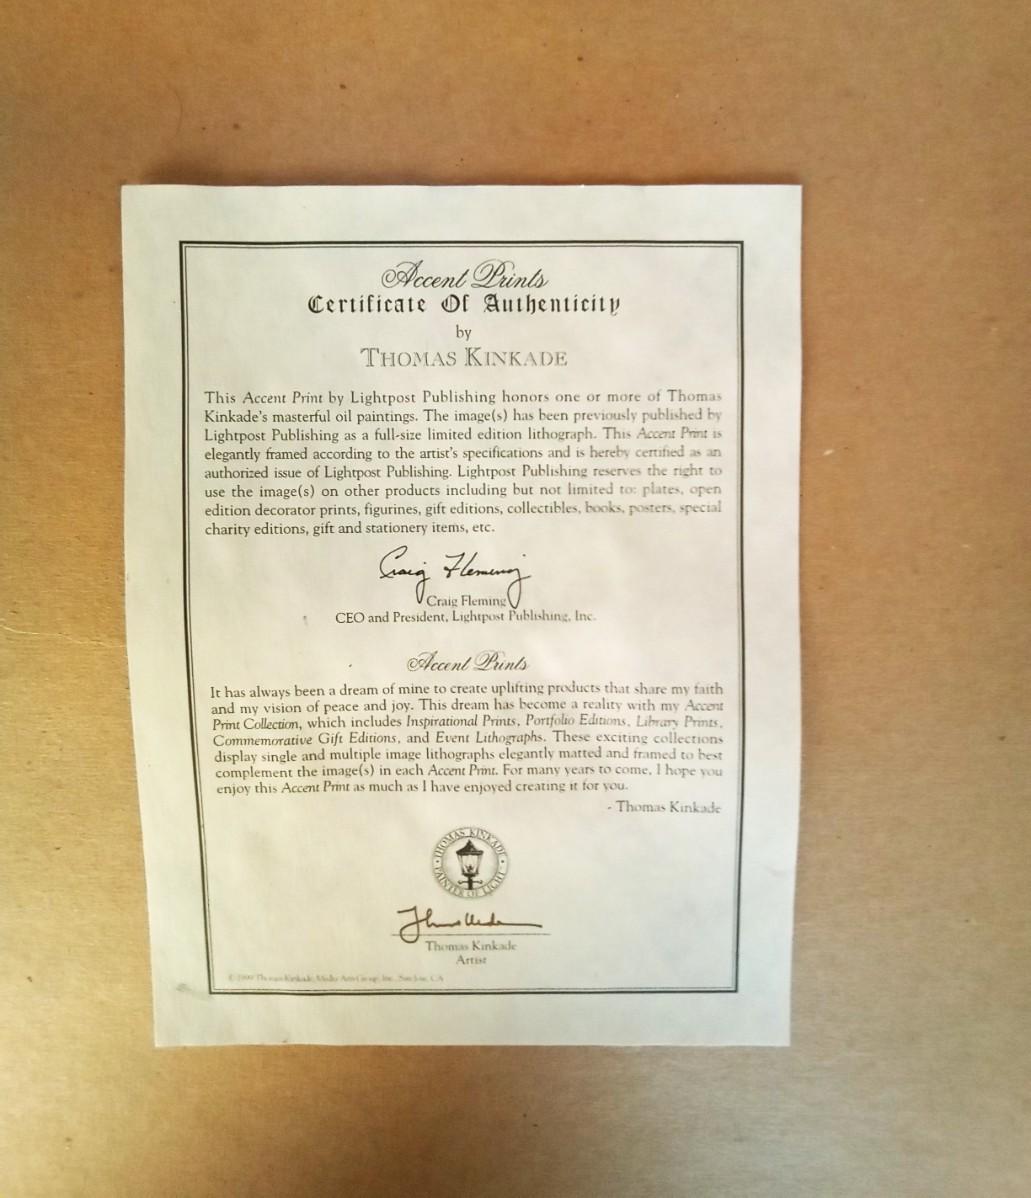 Accent Prints
Certificate Of Authenticity
by
THOMAS KINKADE
This Accent Print by Lightpost Publishing honors one or more of Thomas
Kinkade's masterful oil paintings. The image(s) has been previously published by
Lightpost Publishing as a full-size limited edition lithograph. This Accent Print is
elegantly framed according to the artist's specifications and is hereby certified as an
authorized issue of Lightpost Publishing. Lightpost Publishing reserves the right to
use the image(s) on other products including but not limited to: plates, open
edition decorator prints, figurines, gift editions, collectibles, books, posters, special
charity editions, gift and stationery items, etc.
Craig Fleming
Craig Fleming
CEO and President, Lightpost Publishing, Inc.
Accent Prints
It has always been a dream of mine to create uplifting products that share my faith
and my vision of peace and joy. This dream has become a reality with my Accent
Print Collection, which includes Inspirational Prints, Portfolio Editions, Library Prints,
Commemorative Gift Editions, and Event Lithographs. These exciting collections
display single and multiple image lithographs elegantly matted and framed to best
complement the image(s) in each Accent Print. For many years to come, I hope you
enjoy this Accent Print as much as I have enjoyed creating it for you.
- Thomas Kinkade
THOMAS KINKADE
PAINTER OF LIGHT
Thomas Kinkade
Artist
Thomas Kinkade, Media Arts Group, Inc., San Jose, CA